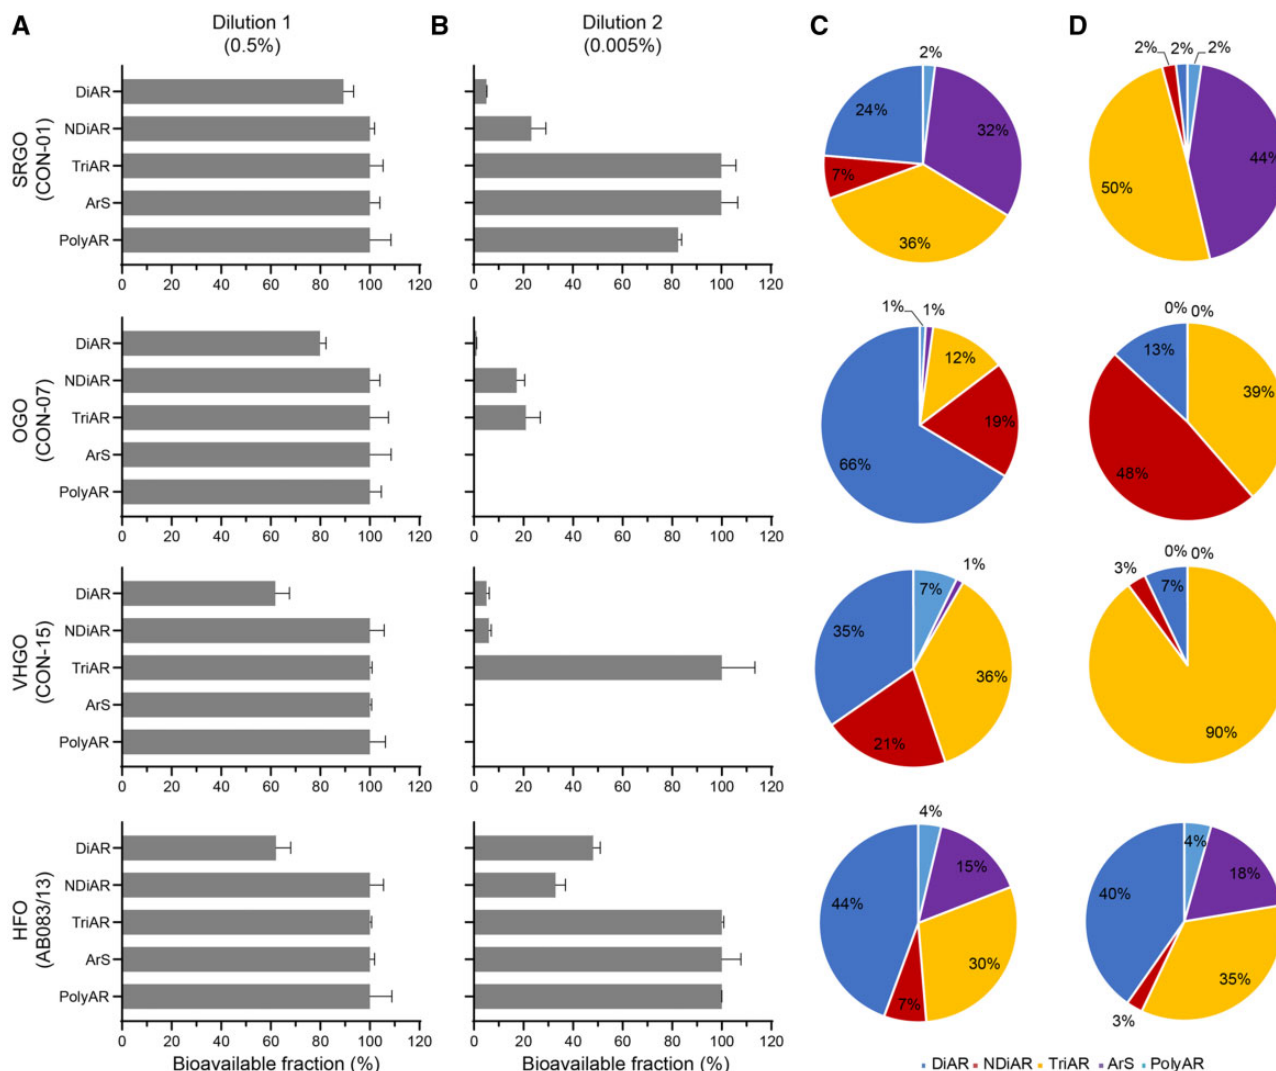 A
Dilution 1
(0.5%)
B
Dilution 2
(0.005%)
C
D
SRGO
(CON-01)
DiAR
NDiAR
TriAR
ArS
PolyAR
0 20 40 60 80 100 120
0 20 40 60 80 100 120
2%
32%
36%
7%
24%
2% 2% 2%
44%
50%
OGO
(CON-07)
DiAR
NDiAR
TriAR
ArS
PolyAR
0 20 40 60 80 100 120
0 20 40 60 80 100 120
1% 1%
12%
19%
66%
0% 0%
13%
39%
48%
VHGO
(CON-15)
DiAR
NDiAR
TriAR
ArS
PolyAR
0 20 40 60 80 100 120
0 20 40 60 80 100 120
7%
1%
35%
36%
21%
0% 0%
3%
7%
90%
HFO
(AB083/13)
DiAR
NDiAR
TriAR
ArS
PolyAR
0 20 40 60 80 100 120
0 20 40 60 80 100 120
Bioavailable fraction (%)
Bioavailable fraction (%)
4%
15%
44%
30%
7%
4%
18%
40%
35%
3%
DiAR NDiAR TriAR ArS PolyAR